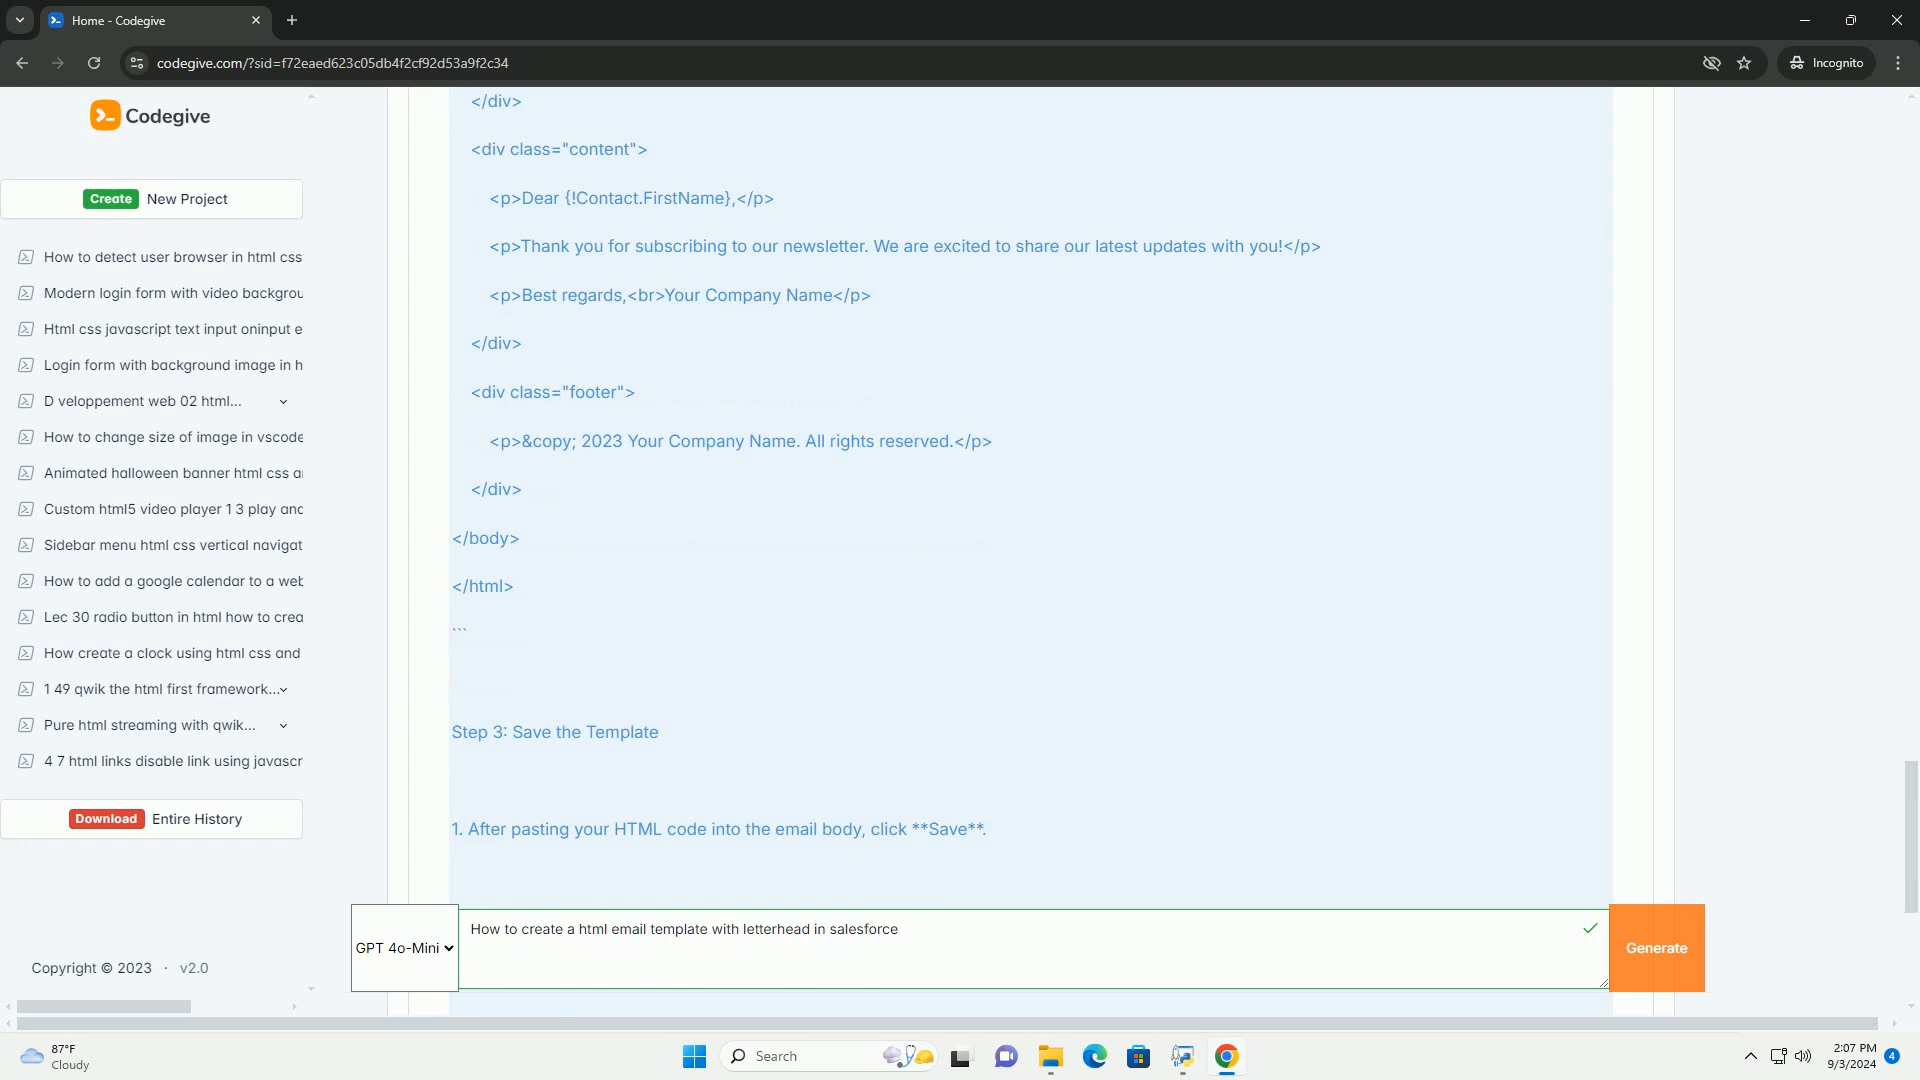 Home - Codegive
codegive.com/?sid=f72eaed623c05db4f2cf92d53a9f2c34
Incognito
Codegive
Create New Project
How to detect user browser in html css
Modern login form with video backgrou
Html css javascript text input oninput e
Login form with background image in h
D veloppement web 02 html...
How to change size of image in vscode
Animated halloween banner html css a
Custom html5 video player 1 3 play and
Sidebar menu html css vertical navigat
How to add a google calendar to a web
Lec 30 radio button in html how to crea
How create a clock using html css and
1 49 qwik the html first framework...
Pure html streaming with qwik...
4 7 html links disable link using javascr
Download Entire History
Copyright © 2023 · v2.0
</div>
<div class="content">
<p>Dear {!Contact.FirstName},</p>
<p>Thank you for subscribing to our newsletter. We are excited to share our latest updates with you!</p>
<p>Best regards,<br>Your Company Name</p>
</div>
<div class="footer">
<p>&copy; 2023 Your Company Name. All rights reserved.</p>
</div>
</body>
</html>
```
Step 3: Save the Template
1. After pasting your HTML code into the email body, click **Save**.
GPT 4o-Mini
How to create a html email template with letterhead in salesforce
Generate
87°F
Cloudy
Search
2:07 PM
9/3/2024
4